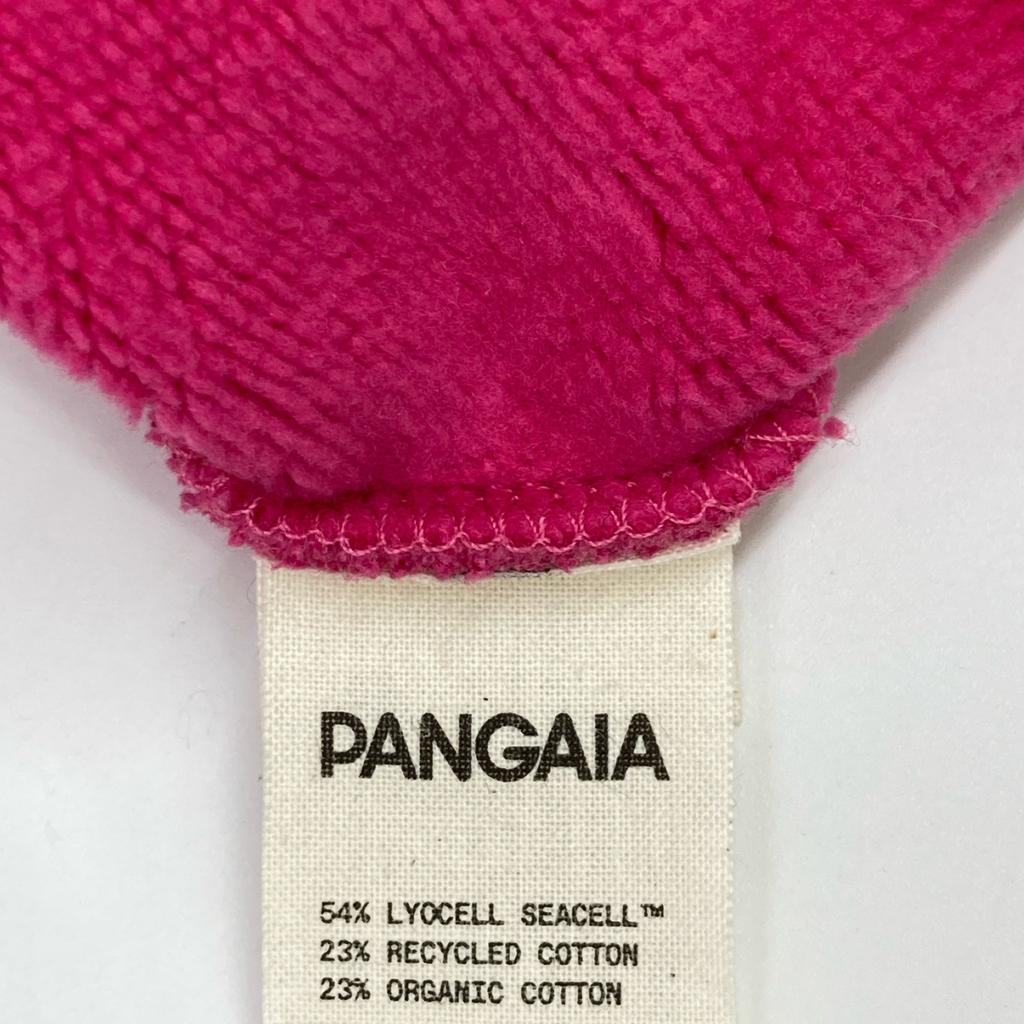 PANGAIA
54% LYOCELL SEACELL™
23% RECYCLED COTTON
23% ORGANIC COTTON